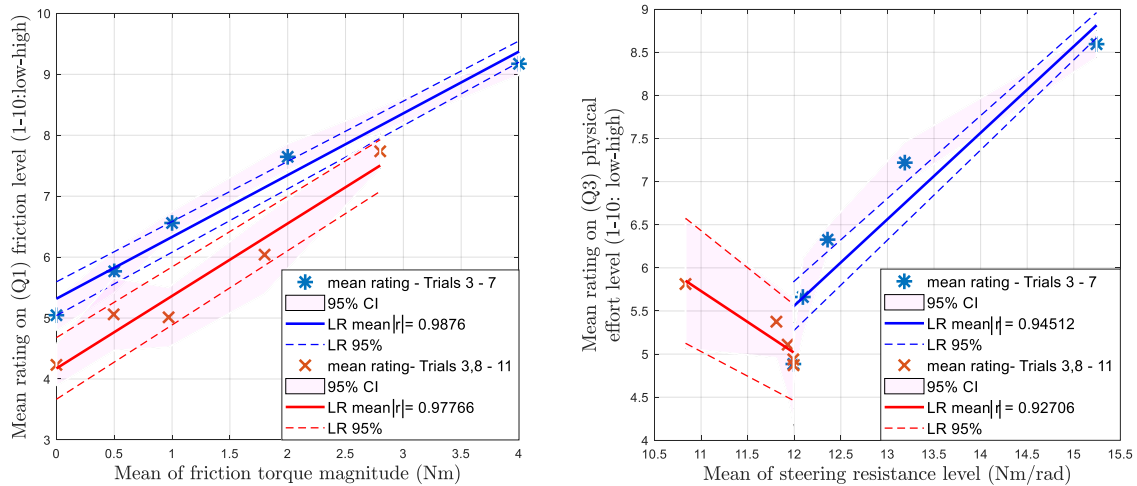 Mean rating on (Q1) friction level (1-10:low-high)
10
9
8
7
6
5
4
3
0
0.5
1
1.5
2
2.5
3
3.5
4
Mean of friction torque magnitude (Nm)
mean rating - Trials 3 - 7
95% CI
LR mean|r|= 0.9876
LR 95%
mean rating- Trials 3,8 - 11
95% CI
LR mean|r|= 0.97766
LR 95%
Mean rating on (Q3) physical
effort level (1-10: low-high)
9
8.5
8
7.5
7
6.5
6
5.5
5
4.5
4
10.5
11
11.5
12
12.5
13
13.5
14
14.5
15
15.5
Mean of steering resistance level (Nm/rad)
mean rating - Trials 3 - 7
95% CI
LR mean|r|= 0.94512
LR 95%
mean rating- Trials 3,8 - 11
95% CI
LR mean|r|= 0.92706
LR 95%